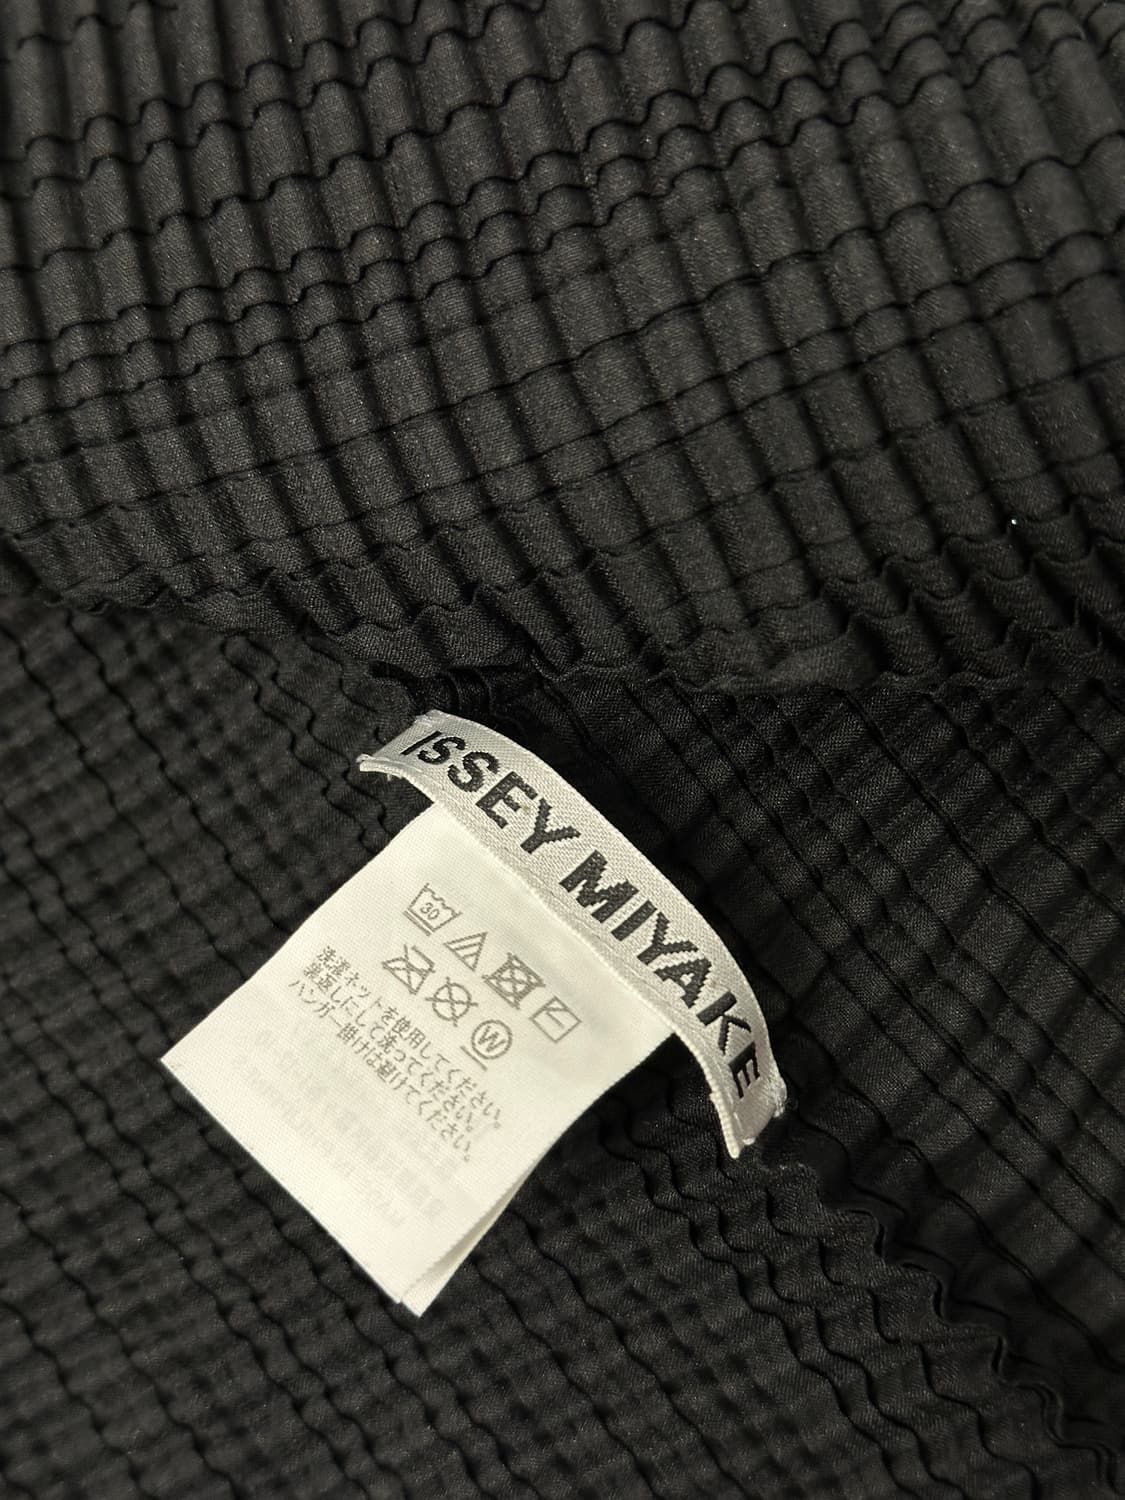 ISSEY MIYAKE
30
W
洗濯ネットを使用してください。
裏返しにして洗ってください。
ハンガー掛けは避けてください。